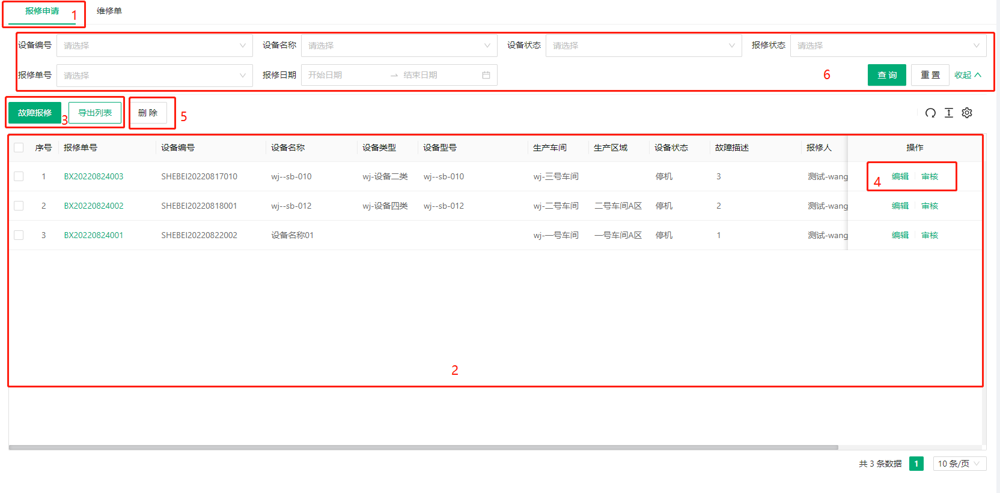 报修申请 1 维修单
设备编号 请选择 设备名称 请选择 设备状态 请选择 报修状态 请选择
报修单号 请选择 报修日期 开始日期 → 结束日期 6 查 询 重 置 收起
故障报修 3 导出列表 删 除 5
序号 报修单号 设备编号 设备名称 设备类型 设备型号 生产车间 生产区域 设备状态 故障描述 报修人 操作
1 BX20220824003 SHEBEI20220817010 wj--sb-010 wj-设备二类 wj--sb-010 wj-三号车间 停机 3 测试-wang 4 编辑 审核
2 BX20220824002 SHEBEI20220818001 wj--sb-012 wj-设备四类 wj--sb-012 wj-二号车间 二号车间A区 停机 2 测试-wang 编辑 审核
3 BX20220824001 SHEBEI20220822002 设备名称01 wj-一号车间 一号车间A区 停机 1 测试-wang 编辑 审核
2
共 3 条数据 1 10 条/页